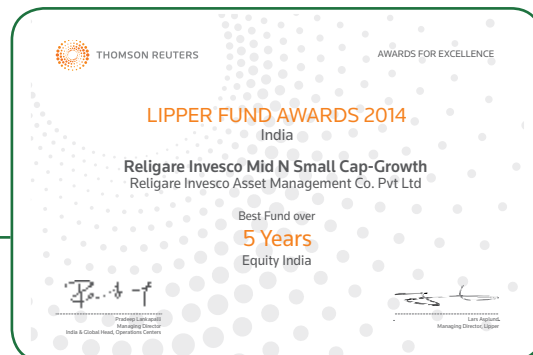 THOMSON REUTERS
AWARDS FOR EXCELLENCE
LIPPER FUND AWARDS 2014
India
Religare Invesco Mid N Small Cap-Growth
Religare Invesco Asset Management Co. Pvt Ltd
Best Fund over
5 Years
Equity India
Pradeep Lankapalli
Managing Director
India & Global Head, Operations Centers
Lars Asplund
Managing Director, Lipper